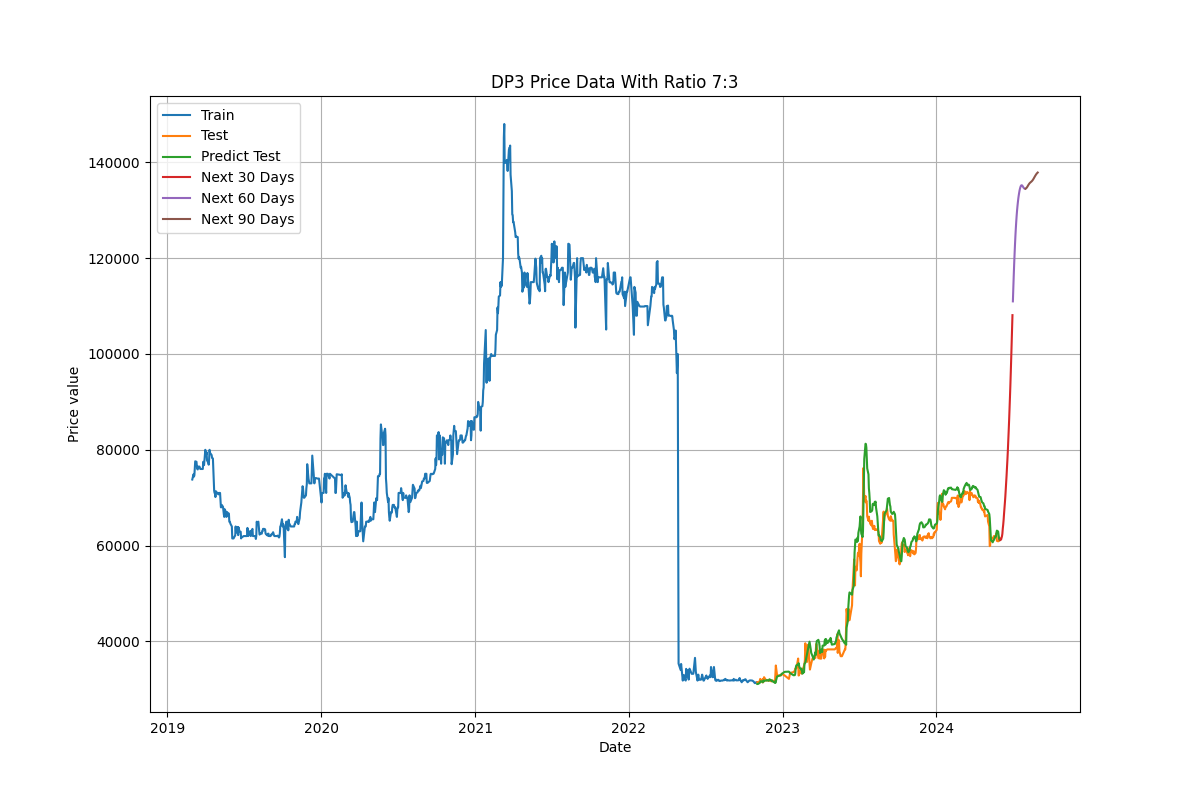 DP3 Price Data With Ratio 7:3
Train
Test
Predict Test
Next 30 Days
Next 60 Days
Next 90 Days
140000
120000
100000
80000
60000
40000
Price value
2019 2020 2021 2022 2023 2024
Date